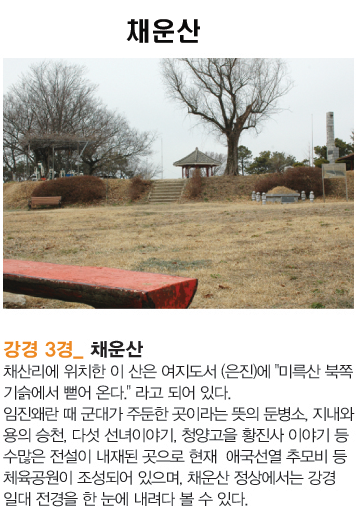 채운산
강경 3경_ 채운산
채산리에 위치한 이 산은 여지도서 (은진)에 "미륵산 북쪽
기슭에서 뻗어 온다." 라고 되어 있다.
임진왜란 때 군대가 주둔한 곳이라는 뜻의 둔병소, 지내와
용의 승천, 다섯 선녀이야기, 청양고을 황진사 이야기 등
수많은 전설이 내재된 곳으로 현재 애국선열 추모비 등
체육공원이 조성되어 있으며, 채운산 정상에서는 강경
일대 전경을 한 눈에 내려다 볼 수 있다.